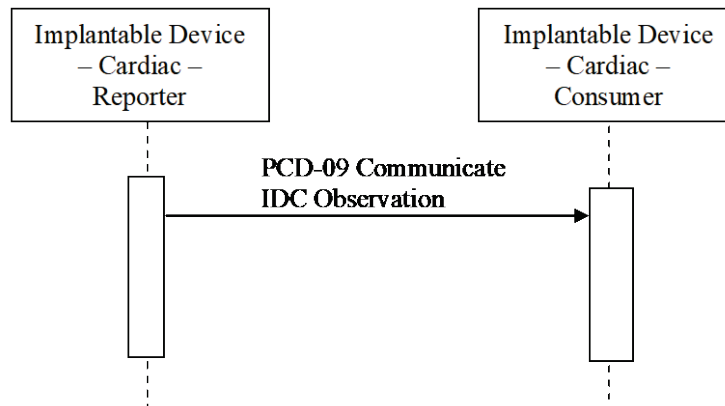 Implantable Device
– Cardiac –
Reporter
Implantable Device
– Cardiac –
Consumer
PCD-09 Communicate
IDC Observation